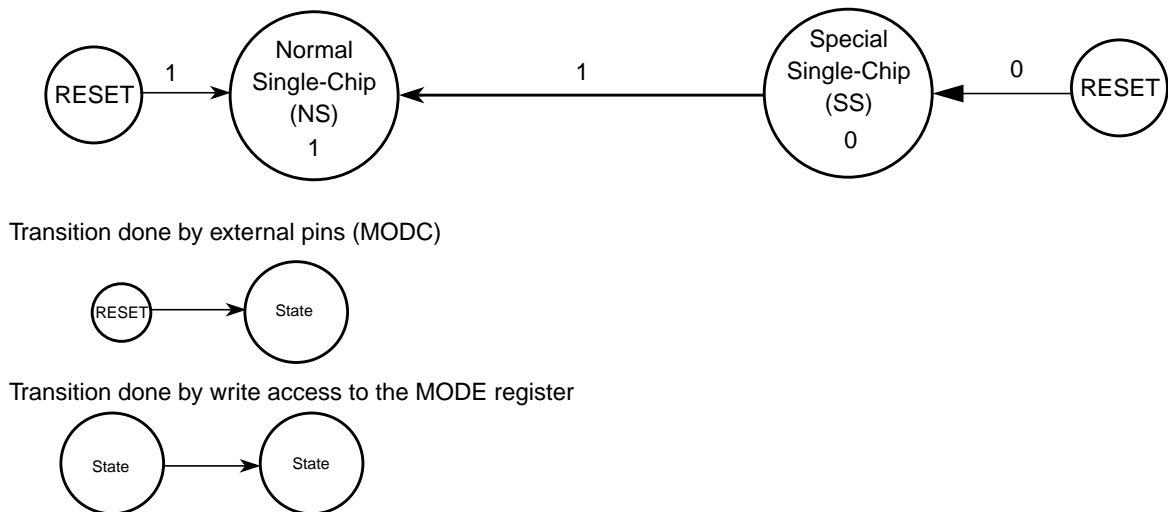 RESET
1
Normal
Single-Chip
(NS)
1
1
Special
Single-Chip
(SS)
0
0
RESET
Transition done by external pins (MODC)
RESET
State
Transition done by write access to the MODE register
State
State